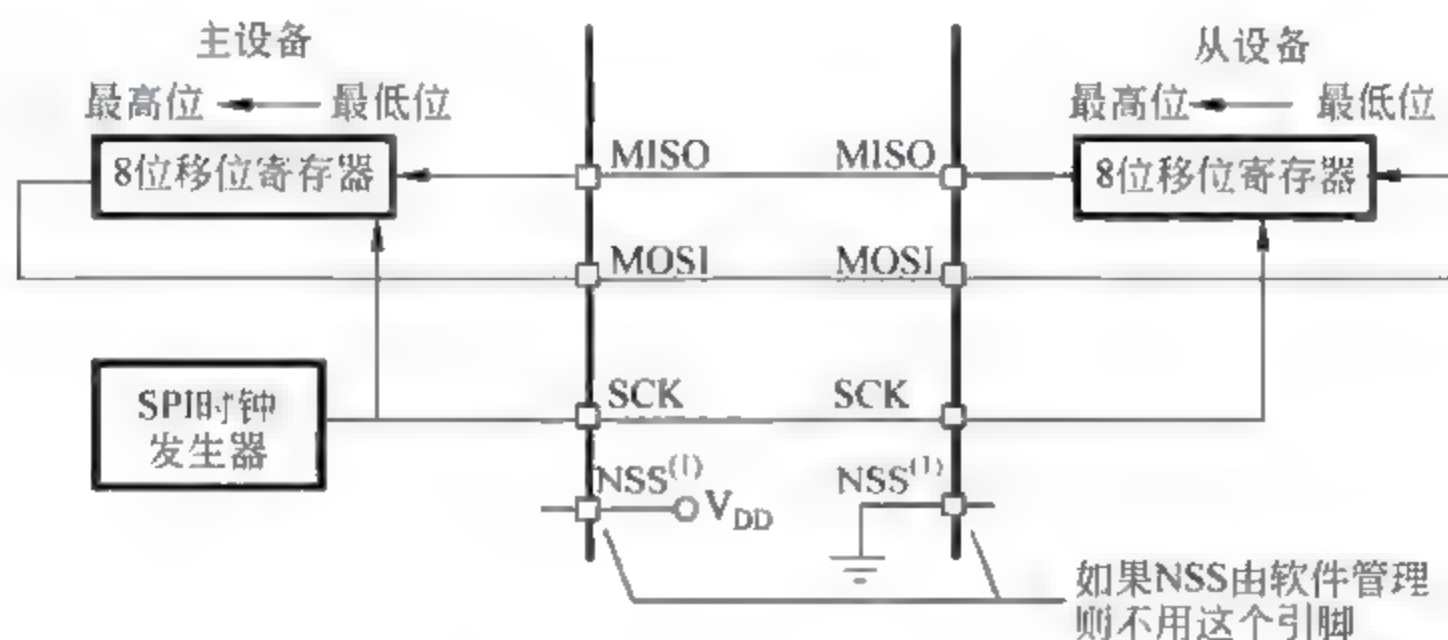 主设备
从设备
最高位 最低位
最高位 最低位
8位移位寄存器
MISO
MISO
8位移位寄存器
MOSI
MOSI
SPI时钟
发生器
SCK
SCK
NSS(1)
VDD
NSS(1)
如果NSS由软件管理
则不用这个引脚